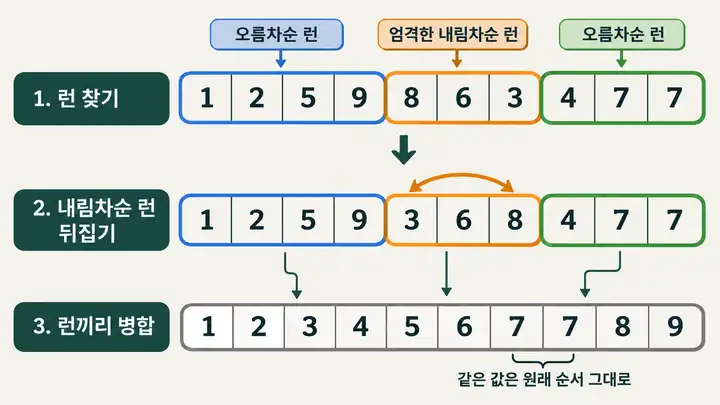 오름차순 런
엄격한 내림차순 런
오름차순 런
1. 런 찾기
1 2 5 9 8 6 3 4 7 7
2. 내림차순 런
뒤집기
1 2 5 9 3 6 8 4 7 7
3. 런끼리 병합
1 2 3 4 5 6 7 7 8 9
같은 값은 원래 순서 그대로